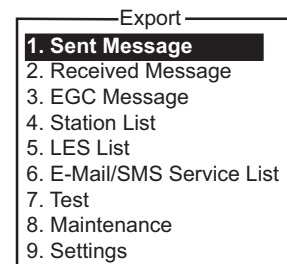 Export
1. Sent Message
2. Received Message
3. EGC Message
4. Station List
5. LES List
6. E-Mail/SMS Service List
7. Test
8. Maintenance
9. Settings